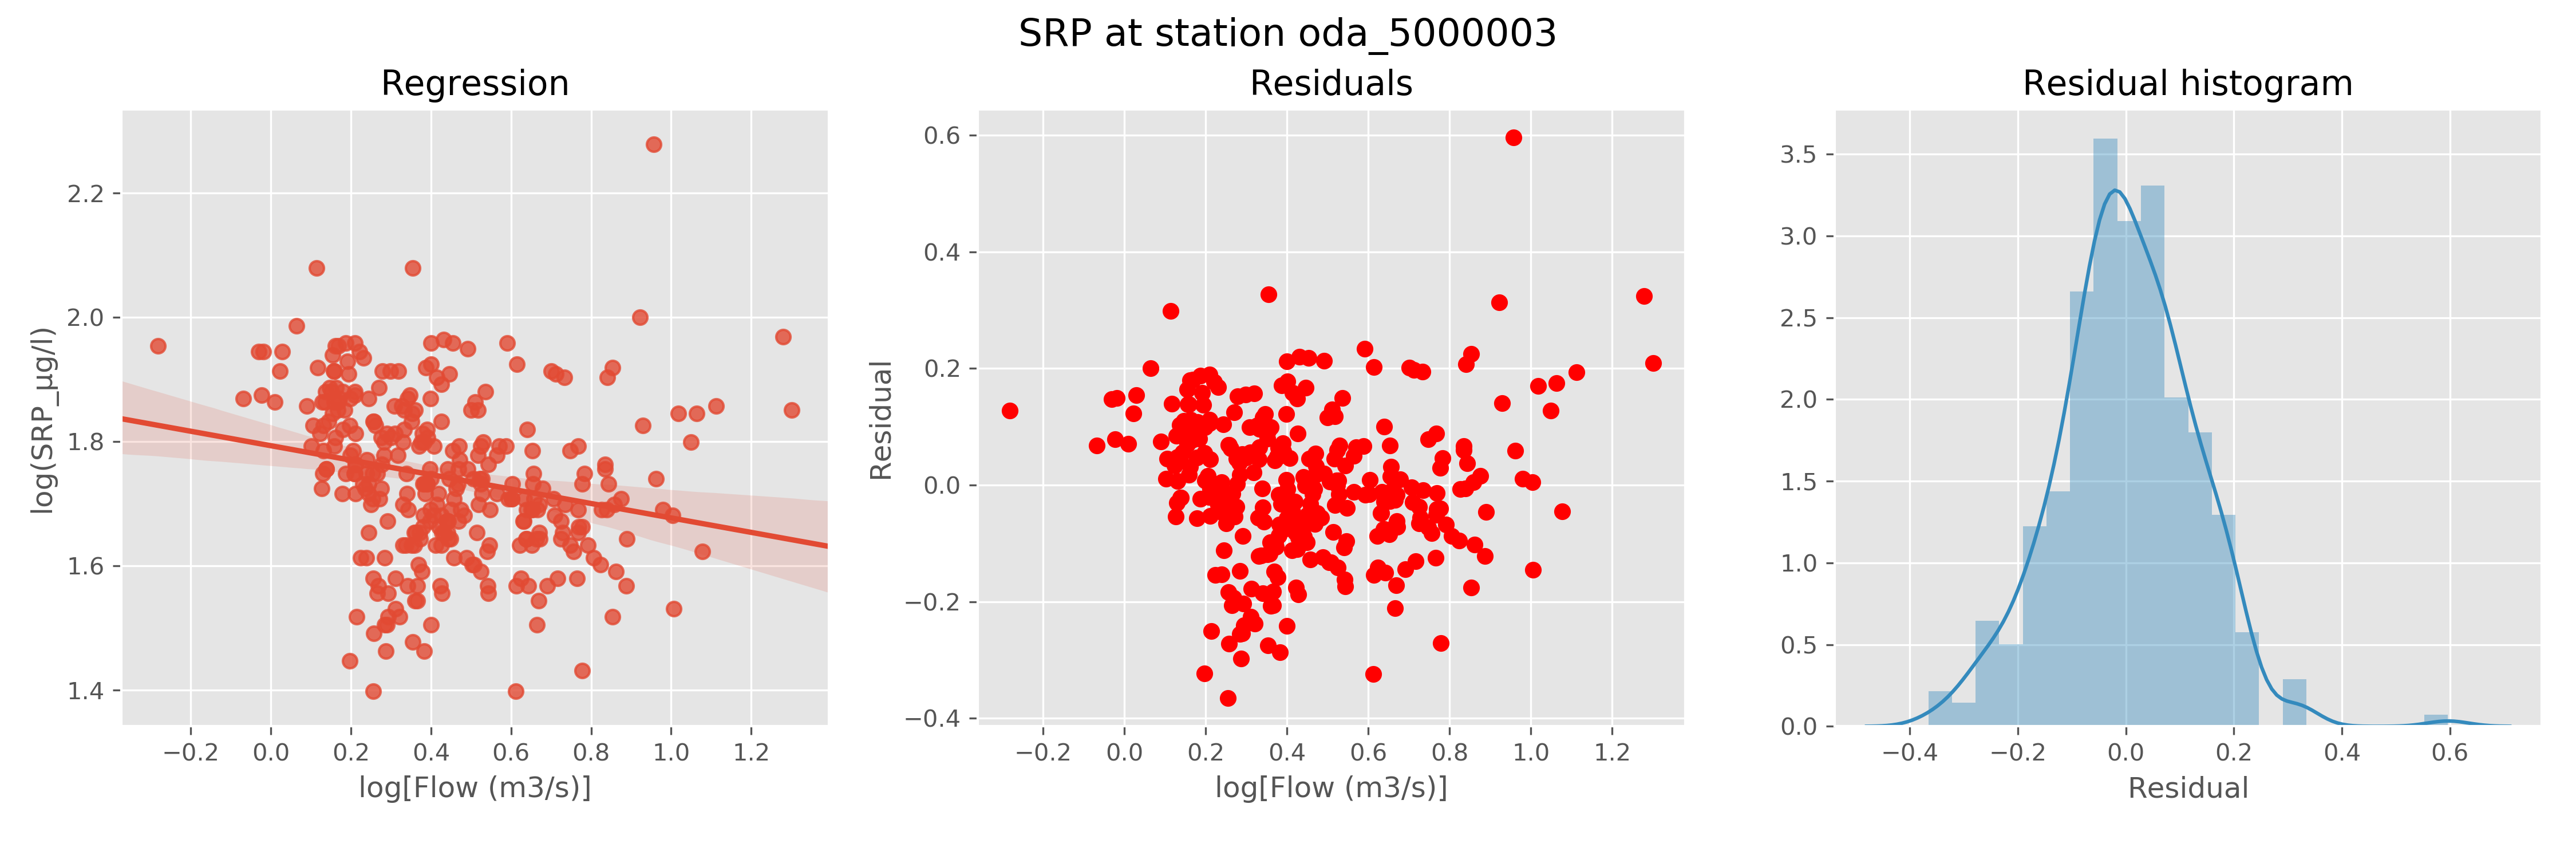 SRP at station oda_5000003
Regression
2.2
2.0
1.8
1.6
1.4
log(SRP_µg/l)
−0.2 0.0 0.2 0.4 0.6 0.8 1.0 1.2
log[Flow (m3/s)]
Residuals
0.6
0.4
0.2
0.0
−0.2
−0.4
Residual
−0.2 0.0 0.2 0.4 0.6 0.8 1.0 1.2
log[Flow (m3/s)]
Residual histogram
3.5
3.0
2.5
2.0
1.5
1.0
0.5
0.0
−0.4 −0.2 0.0 0.2 0.4 0.6
Residual